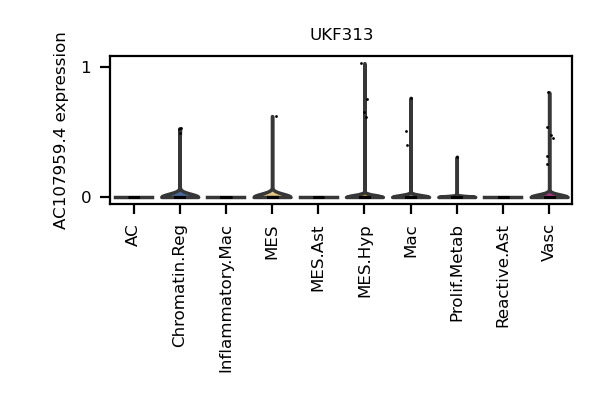 UKF313
AC107959.4 expression
1
0
AC
Chromatin.Reg
Inflammatory.Mac
MES
MES.Ast
MES.Hyp
Mac
Prolif.Metab
Reactive.Ast
Vasc